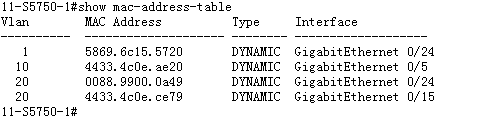 11-S5750-1#show mac-address-table
Vlan MAC Address Type Interface
---------- -------------------- -------- -------------------
1 5869.6c15.5720 DYNAMIC GigabitEthernet 0/24
10 4433.4c0e.ae20 DYNAMIC GigabitEthernet 0/5
20 0088.9900.0a49 DYNAMIC GigabitEthernet 0/24
20 4433.4c0e.ce79 DYNAMIC GigabitEthernet 0/15
11-S5750-1#